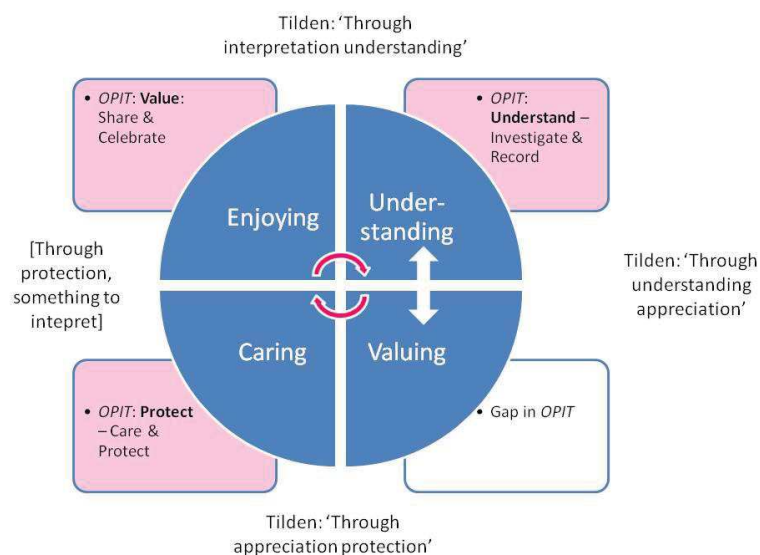 Tilden: ‘Through
interpretation understanding’
• OPIT: Value:
Share &
Celebrate
• OPIT:
Understand –
Investigate &
Record
Enjoying
Under-
standing
[Through
protection,
something to
intepret]
Tilden: ‘Through
understanding
appreciation’
Caring
Valuing
• OPIT: Protect
– Care &
Protect
• Gap in OPIT
Tilden: ‘Through
appreciation protection’